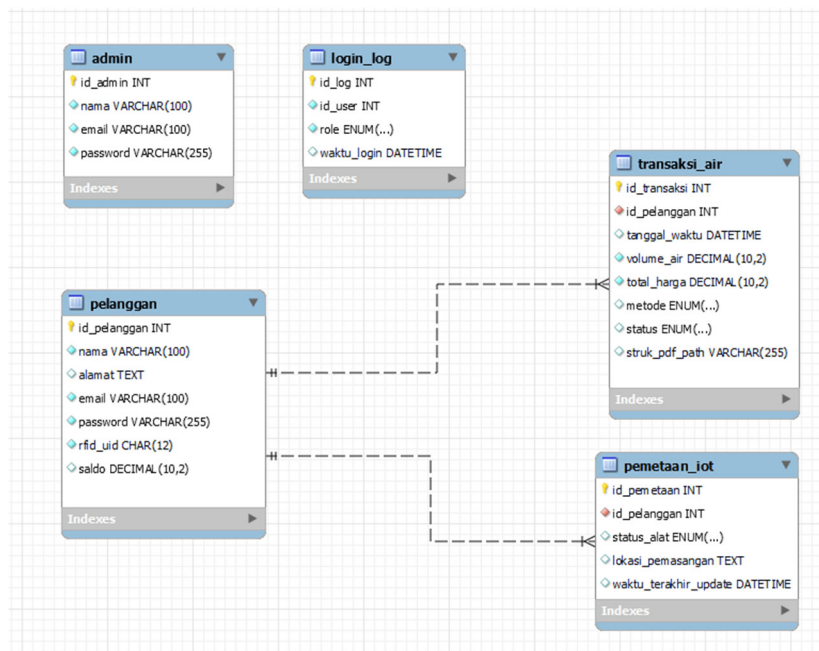 admin
id_admin INT
nama VARCHAR(100)
email VARCHAR(100)
password VARCHAR(255)
Indexes
login_log
id_log INT
id_user INT
role ENUM(...)
waktu_login DATETIME
Indexes
transaksi_air
id_transaksi INT
id_pelanggan INT
tanggal_waktu DATETIME
volume_air DECIMAL(10,2)
total_harga DECIMAL(10,2)
metode ENUM(...)
status ENUM(...)
struk_pdf_path VARCHAR(255)
Indexes
pelanggan
id_pelanggan INT
nama VARCHAR(100)
alamat TEXT
email VARCHAR(100)
password VARCHAR(255)
rfid_uid CHAR(12)
saldo DECIMAL(10,2)
Indexes
pemetaan_iot
id_pemetaan INT
id_pelanggan INT
status_alat ENUM(...)
lokasi_pemasangan TEXT
waktu_terakhir_update DATETIME
Indexes